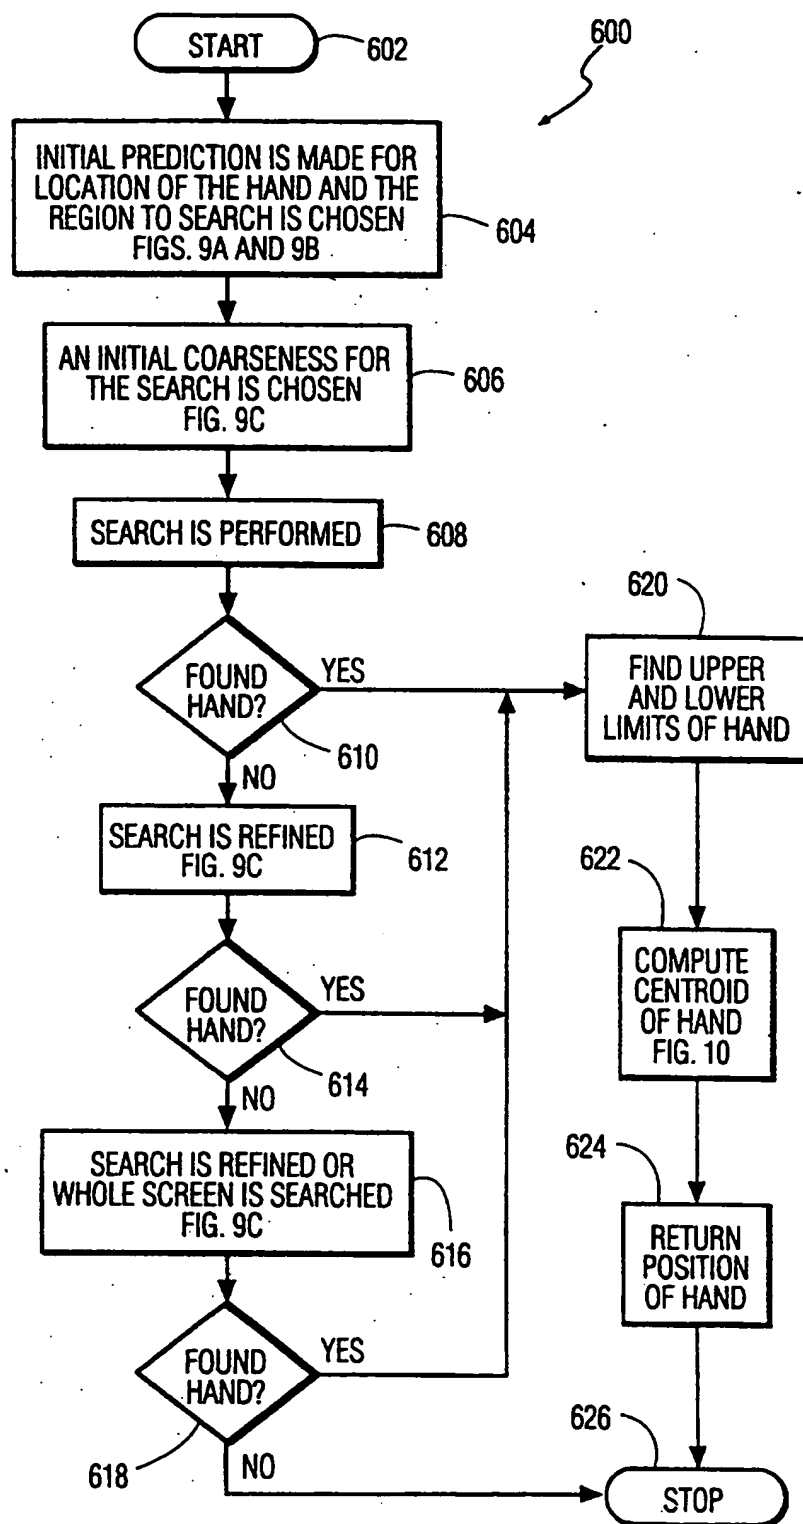 START
602
600
INITIAL PREDICTION IS MADE FOR
LOCATION OF THE HAND AND THE
REGION TO SEARCH IS CHOSEN
FIGS. 9A AND 9B
604
AN INITIAL COARSENESS FOR
THE SEARCH IS CHOSEN
FIG. 9C
606
SEARCH IS PERFORMED
608
FOUND
HAND?
YES
610
NO
SEARCH IS REFINED
FIG. 9C
612
FOUND
HAND?
YES
614
NO
SEARCH IS REFINED OR
WHOLE SCREEN IS SEARCHED
FIG. 9C
616
FOUND
HAND?
YES
618
NO
620
FIND UPPER
AND LOWER
LIMITS OF HAND
622
COMPUTE
CENTROID
OF HAND
FIG. 10
624
RETURN
POSITION
OF HAND
626
STOP